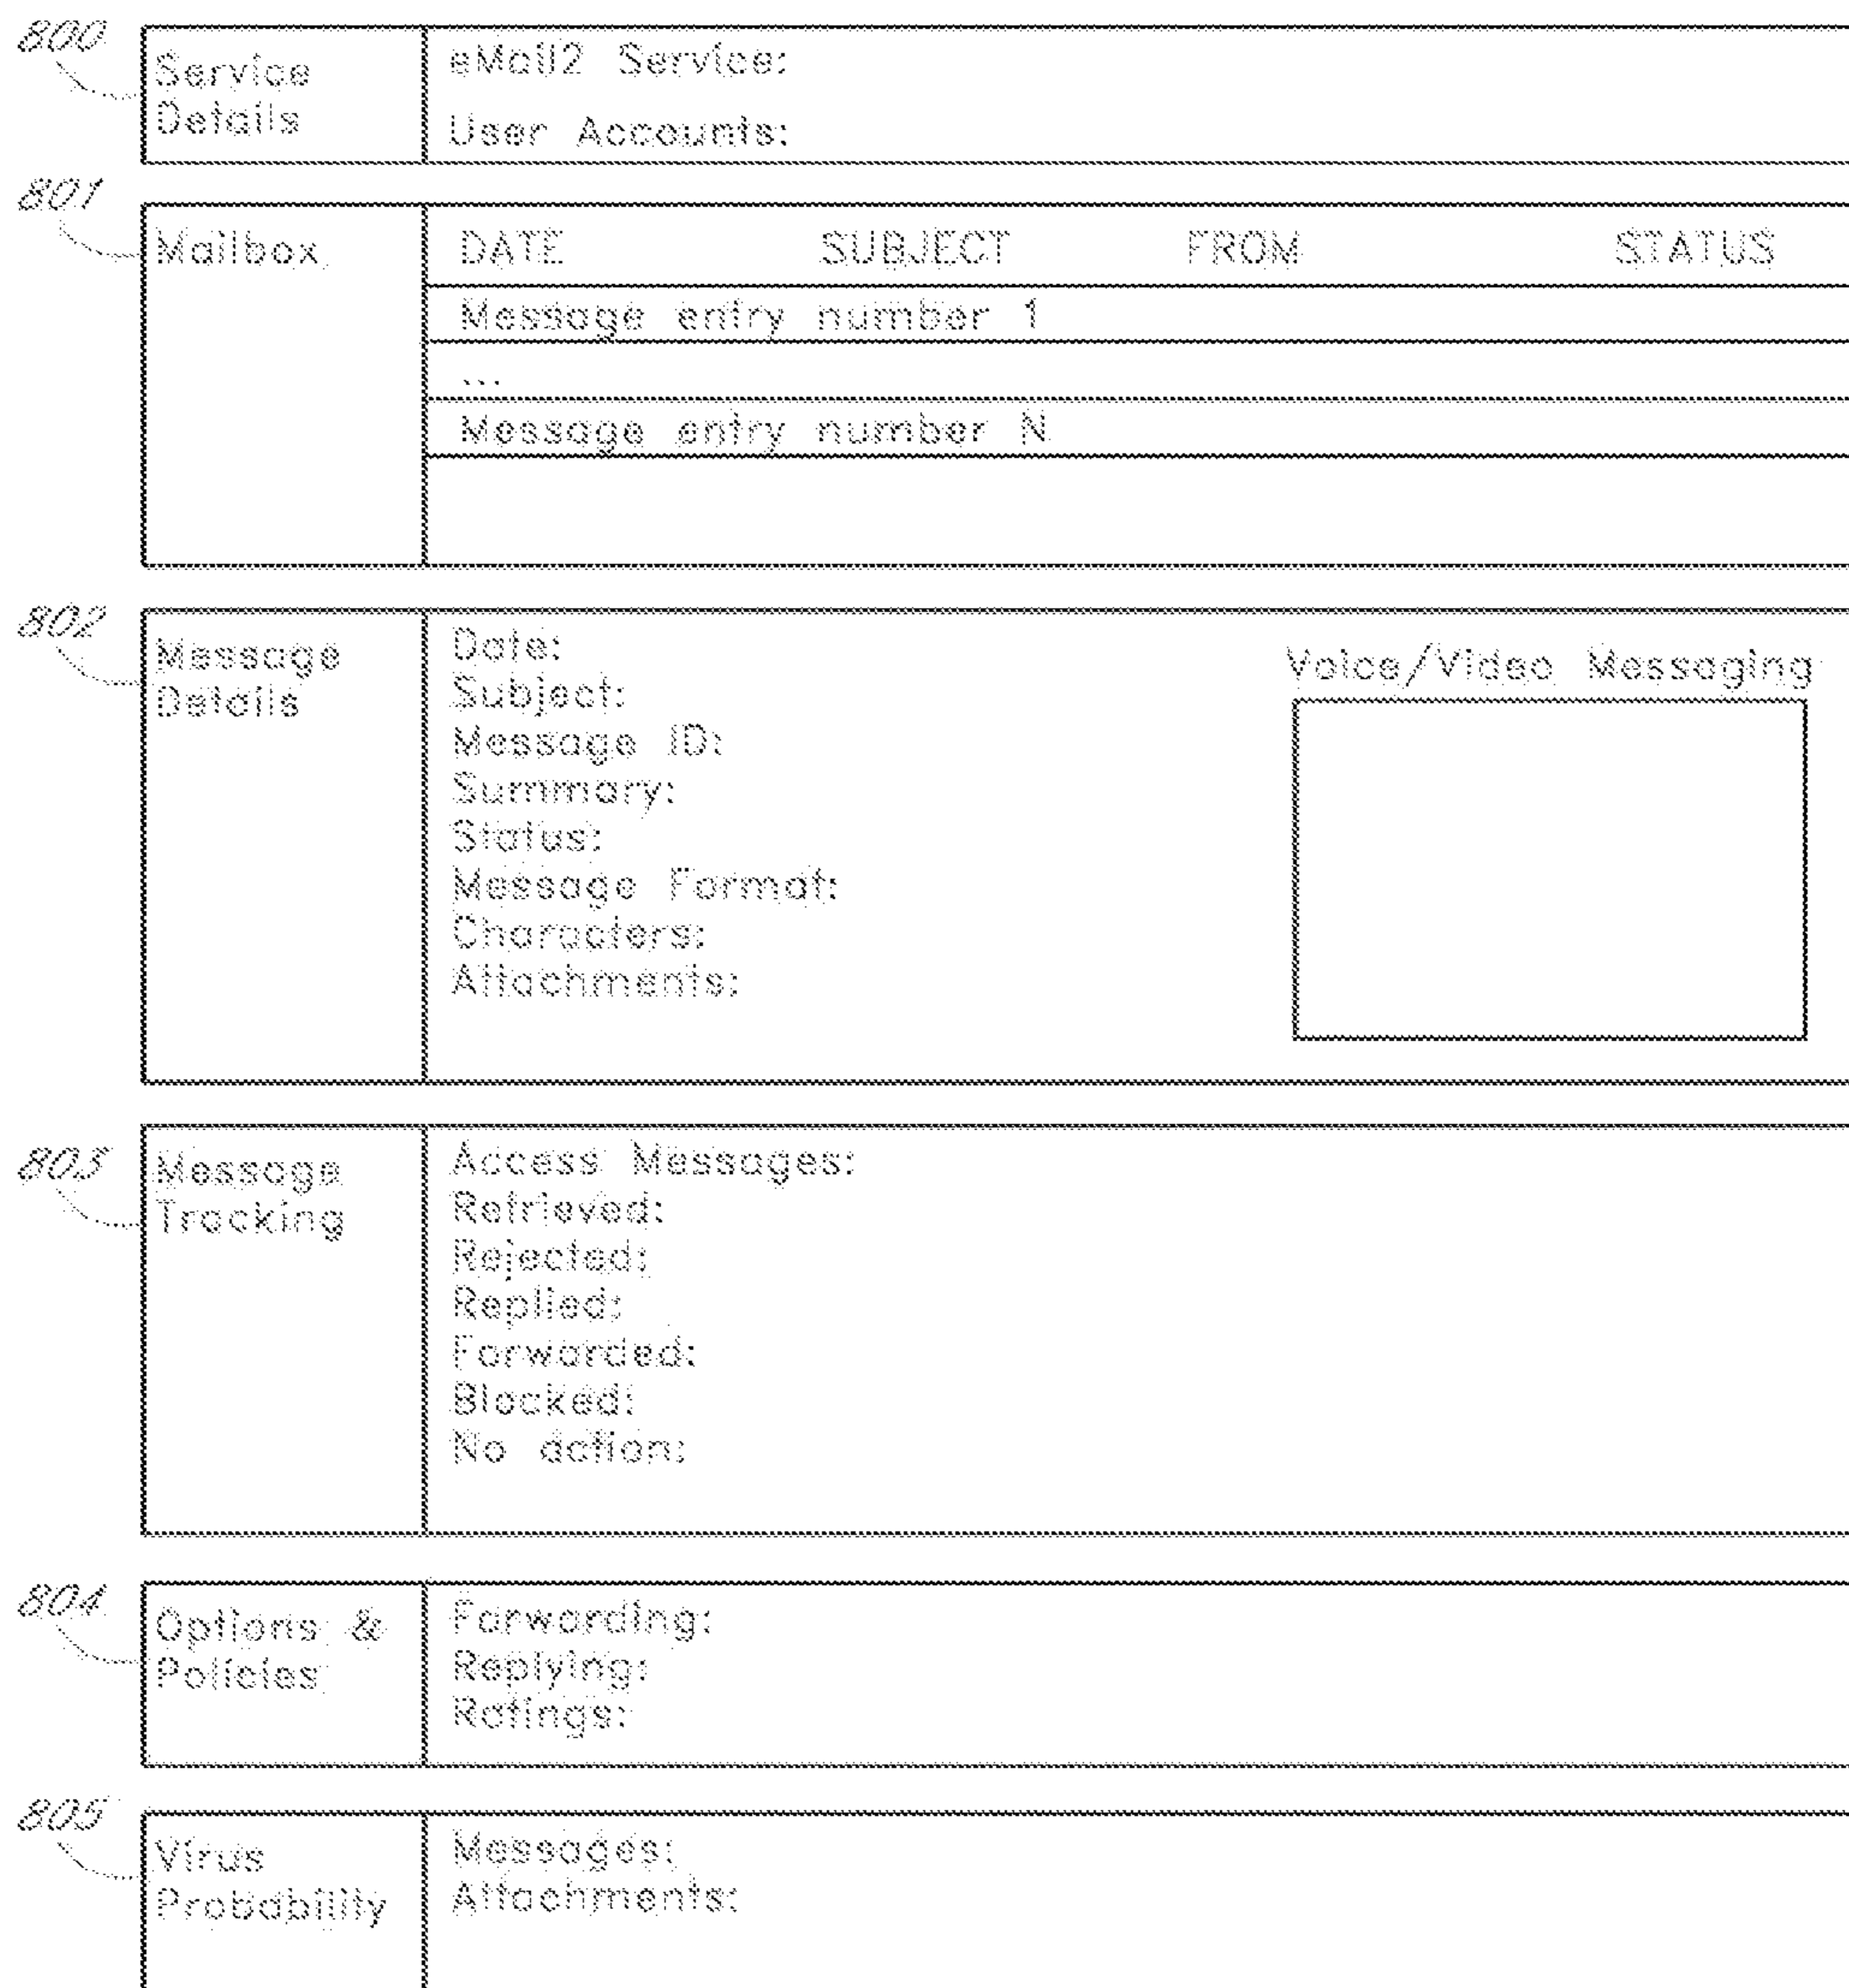 800
Service
Details
eMail2 Service:
User Accounts:
801
Mailbox
DATE SUBJECT FROM STATUS
Message entry number 1
...
Message entry number N
802
Message
Details
Date:
Subject:
Message ID:
Summary:
Status:
Message Format:
Characters:
Attachments:
Voice/Video Messaging
803
Message
Tracking
Access Messages:
Retrieved:
Rejected:
Replied:
Forwarded:
Blocked:
No action:
804
Options &
Policies
Forwarding:
Replying:
Ratings:
805
Virus
Probability
Messages:
Attachments: